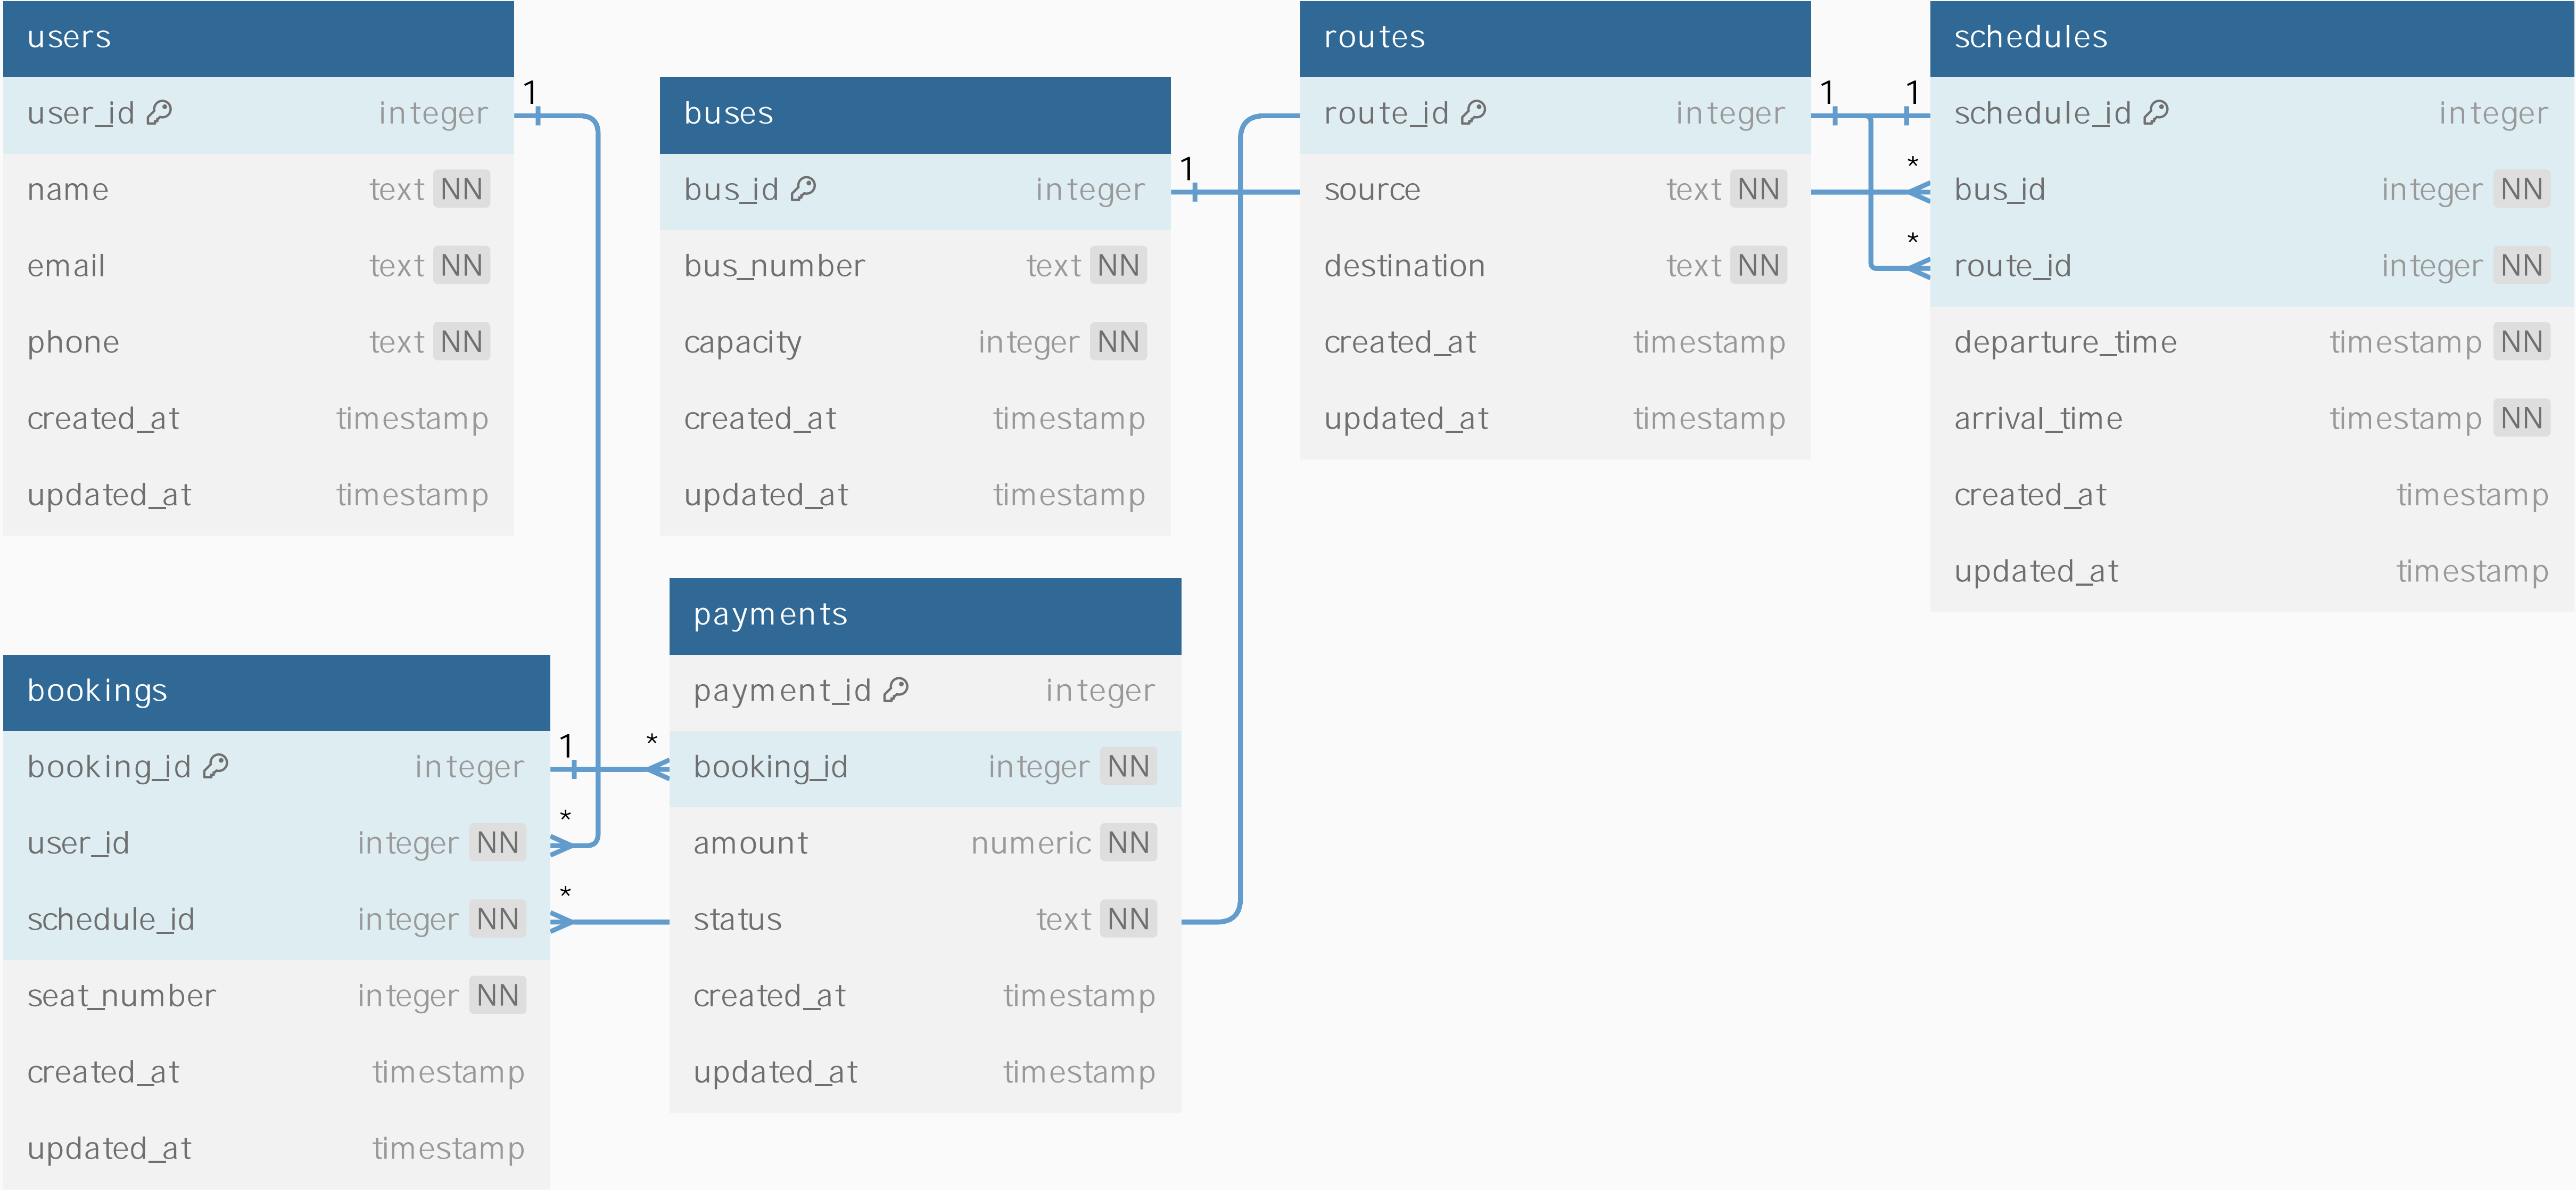 users
user_id integer
name text NN
email text NN
phone text NN
created_at timestamp
updated_at timestamp
1
buses
bus_id integer
bus_number text NN
capacity integer NN
created_at timestamp
updated_at timestamp
1
routes
route_id integer
source text NN
destination text NN
created_at timestamp
updated_at timestamp
1
1
*
*
schedules
schedule_id integer
bus_id integer NN
route_id integer NN
departure_time timestamp NN
arrival_time timestamp NN
created_at timestamp
updated_at timestamp
bookings
booking_id integer
user_id integer NN
schedule_id integer NN
seat_number integer NN
created_at timestamp
updated_at timestamp
1
*
*
*
payments
payment_id integer
booking_id integer NN
amount numeric NN
status text NN
created_at timestamp
updated_at timestamp